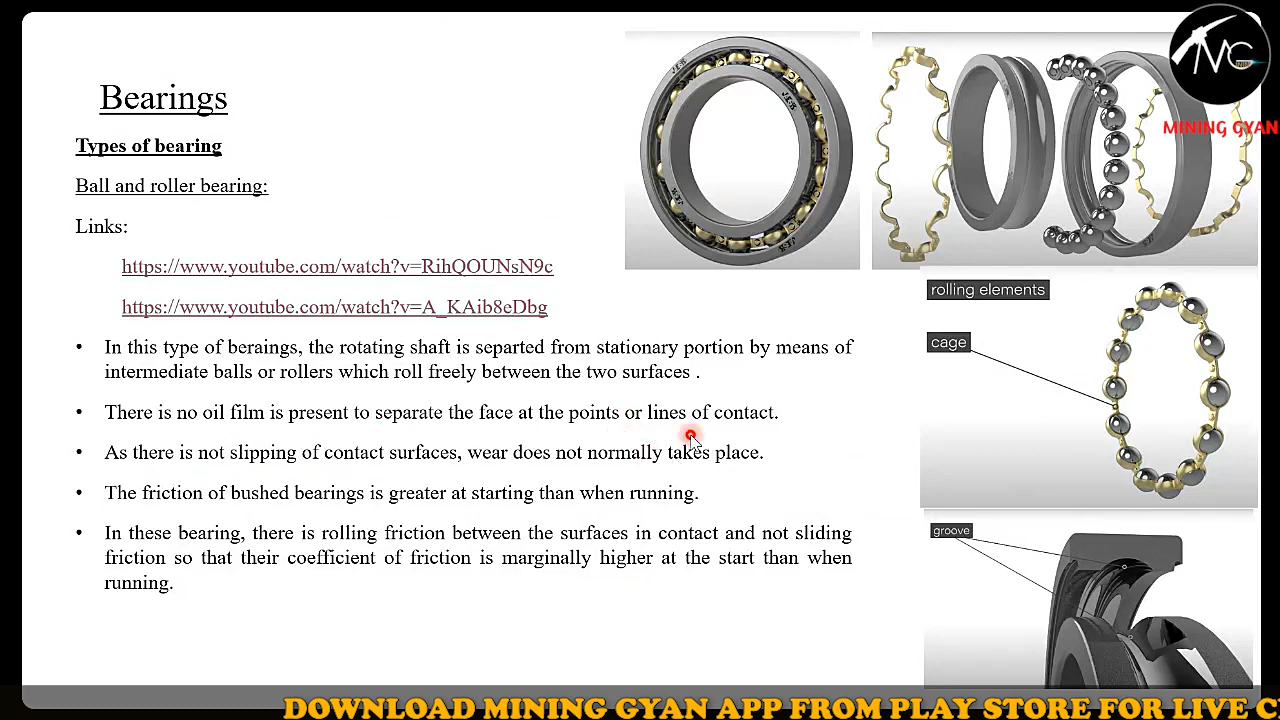 Bearings
Types of bearing
Ball and roller bearing:
Links:
https://www.youtube.com/watch?v=RihQOUNsN9c
https://www.youtube.com/watch?v=A_KAib8eDbg
• In this type of beraings, the rotating shaft is separted from stationary portion by means of
intermediate balls or rollers which roll freely between the two surfaces .
• There is no oil film is present to separate the face at the points or lines of contact.
• As there is not slipping of contact surfaces, wear does not normally takes place.
• The friction of bushed bearings is greater at starting than when running.
• In these bearing, there is rolling friction between the surfaces in contact and not sliding
friction so that their coefficient of friction is marginally higher at the start than when
running.
MG
MINING GYAN
rolling elements
cage
groove
DOWNLOAD MINING GYAN APP FROM PLAY STORE FOR LIVE C